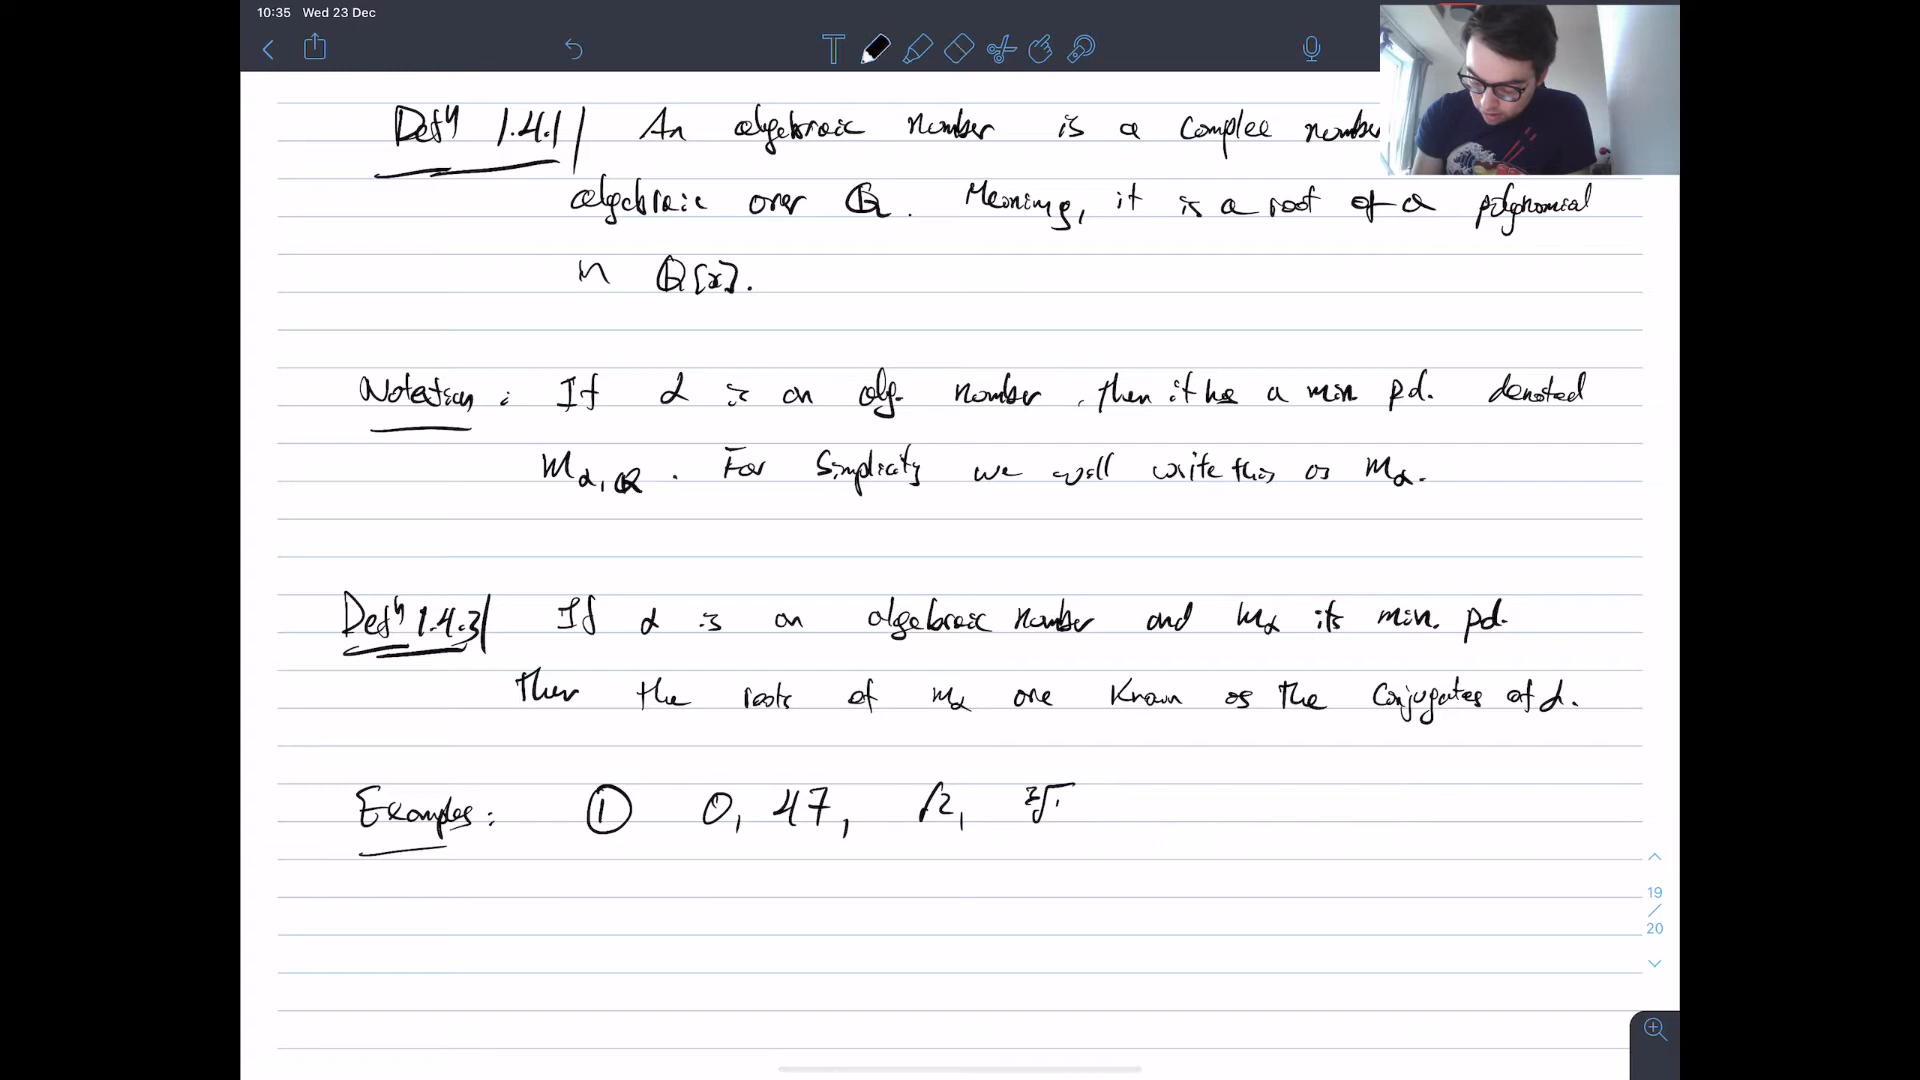 10:35 Wed 23 Dec
Defⁿ 1.4.1 An algebraic number is a complex number
algebraic over ℚ. Meaning, it is a root of a polynomial
in ℚ[x].
Notation: If α is an alg. number, then it has a min pol. denoted
m_{α,ℚ}. For simplicity we will write this as m_α.
Defⁿ 1.4.3 If α is an algebraic number and m_α its min. pol.
Then the roots of m_α are known as the conjugates of α.
Examples: ① 0, 47, √2,
19
/
20